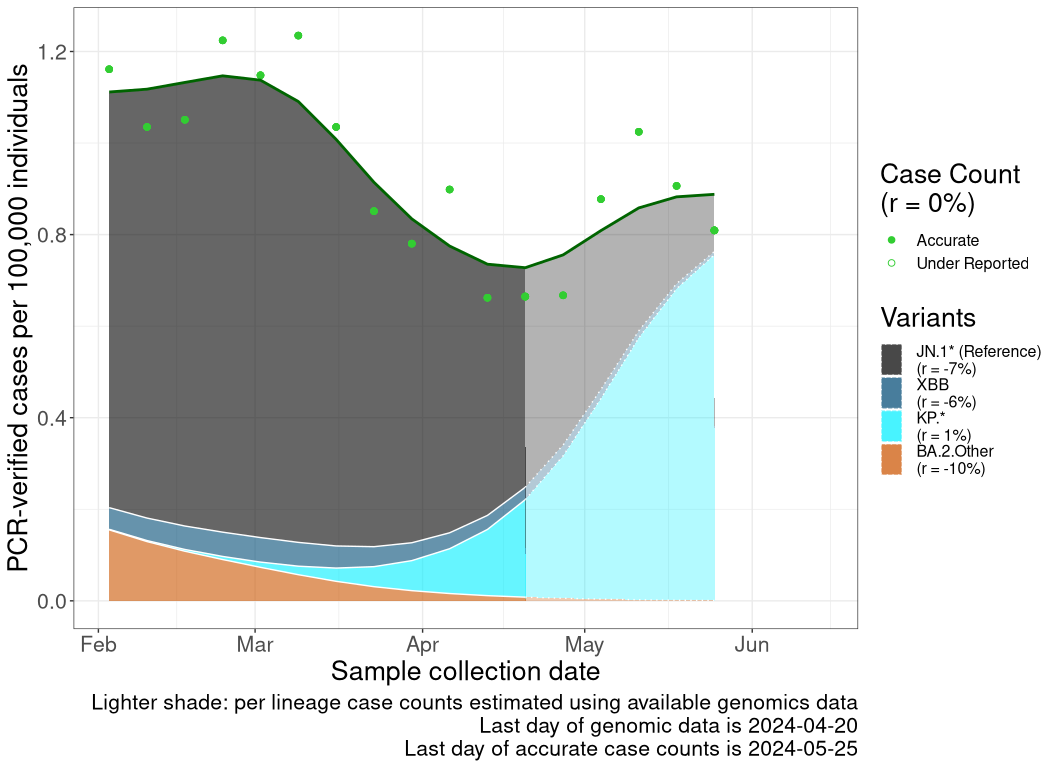 PCR-verified cases per 100,000 individuals
1.2
0.8
0.4
0.0
Feb
Mar
Apr
May
Jun
Sample collection date
Lighter shade: per lineage case counts estimated using available genomics data
Last day of genomic data is 2024-04-20
Last day of accurate case counts is 2024-05-25
Case Count
(r = 0%)
Accurate
Under Reported
Variants
JN.1* (Reference)
(r = -7%)
XBB
(r = -6%)
KP.*
(r = 1%)
BA.2.Other
(r = -10%)